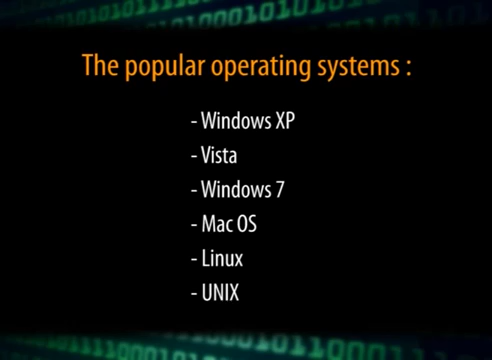 The popular operating systems :
- Windows XP
- Vista
- Windows 7
- Mac OS
- Linux
- UNIX